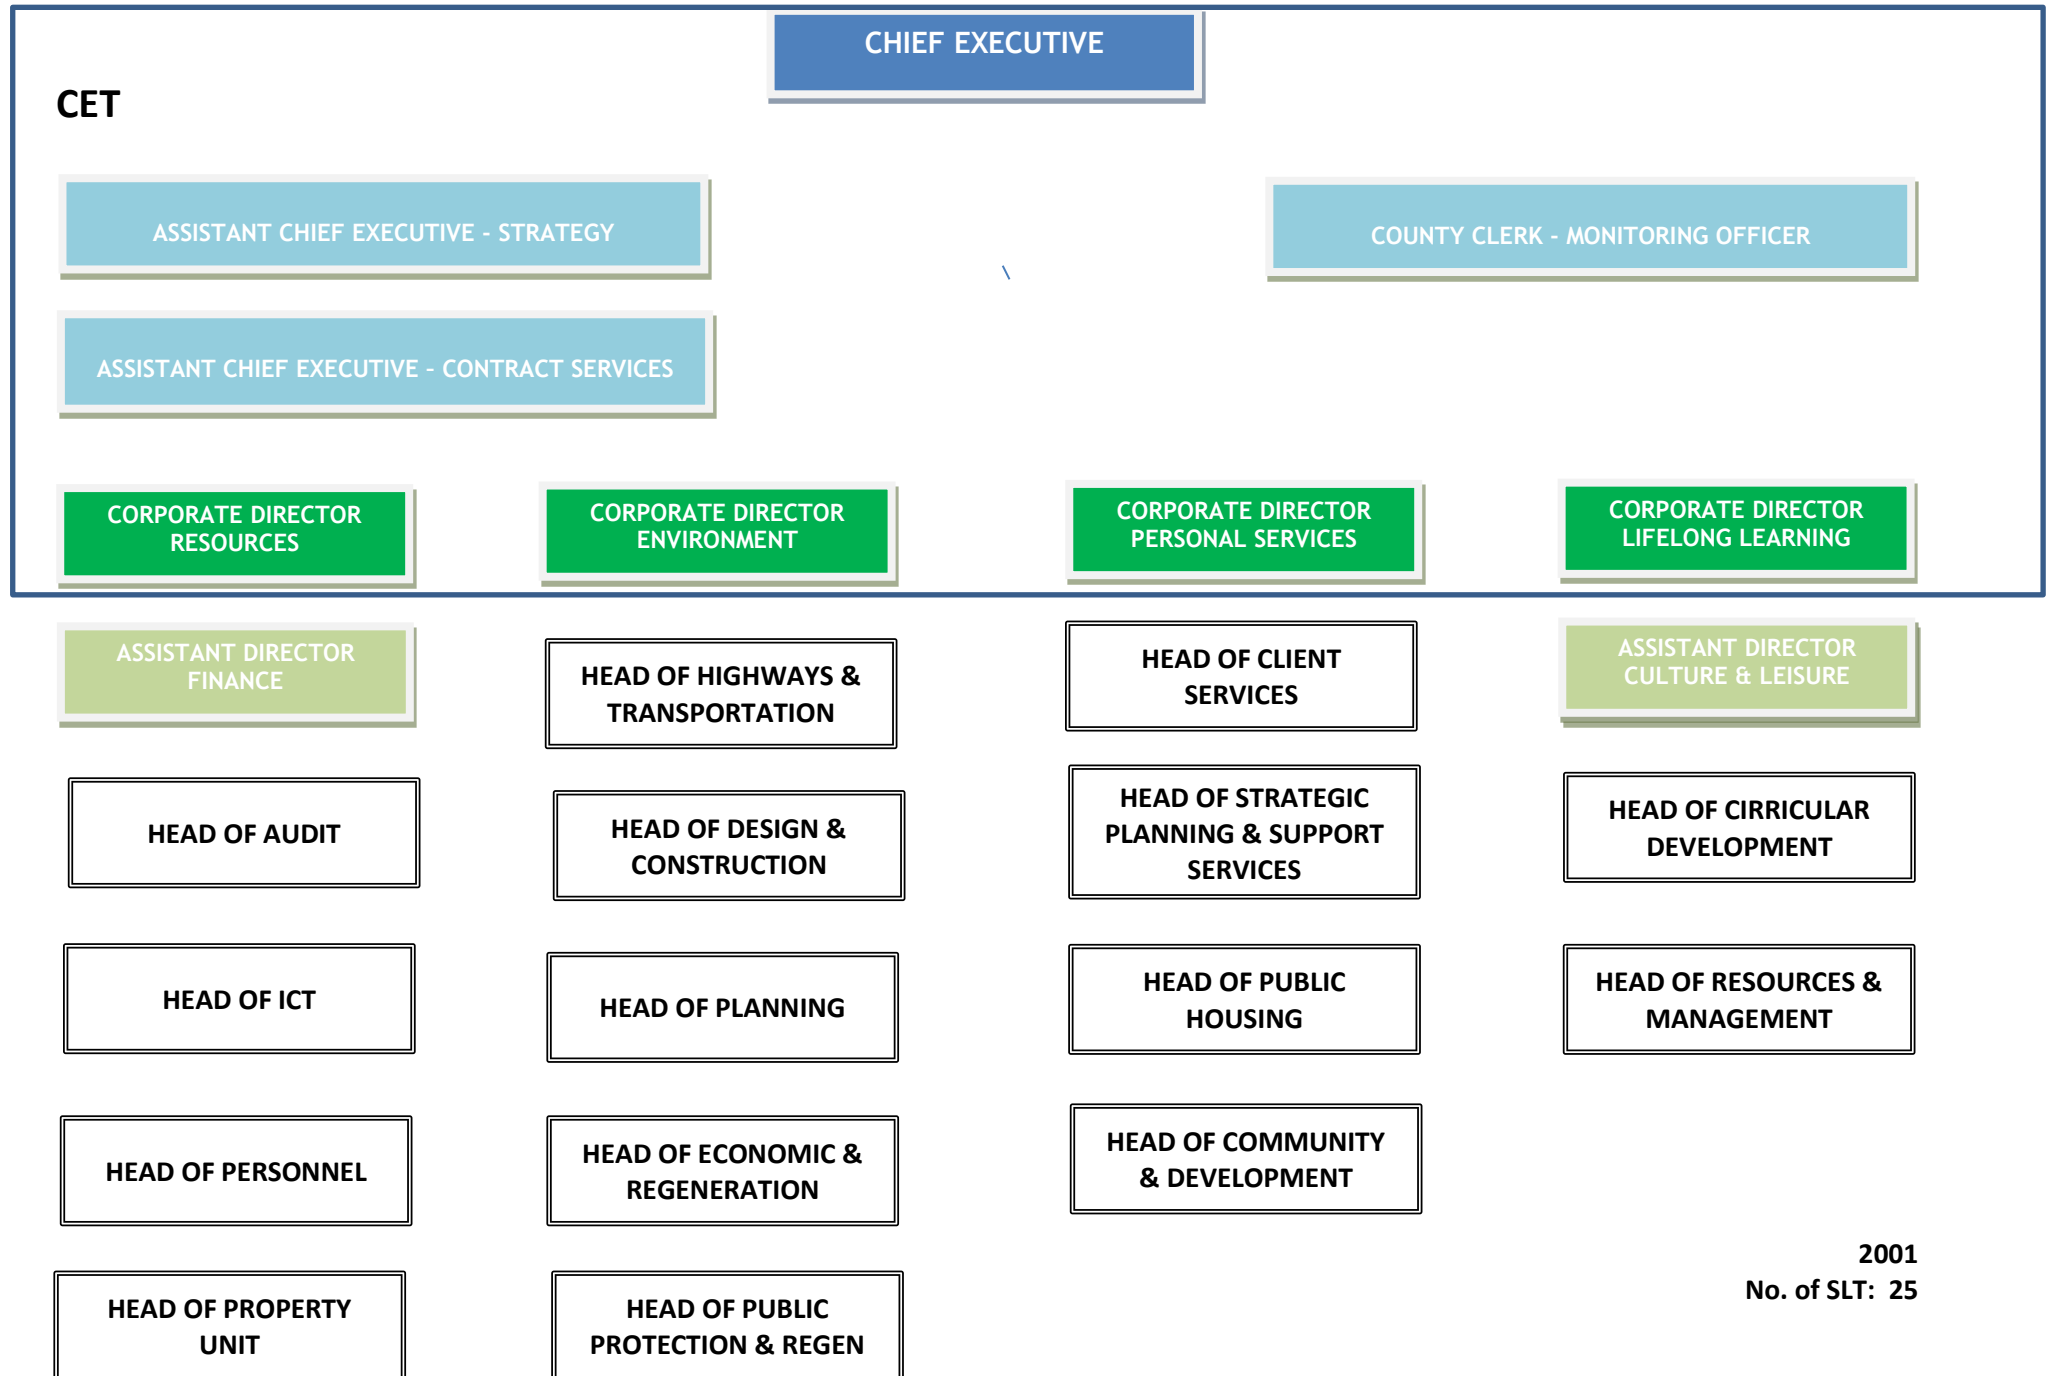 CHIEF EXECUTIVE
CET
ASSISTANT CHIEF EXECUTIVE - STRATEGY
COUNTY CLERK - MONITORING OFFICER
\
ASSISTANT CHIEF EXECUTIVE – CONTRACT SERVICES
CORPORATE DIRECTOR
RESOURCES
CORPORATE DIRECTOR
ENVIRONMENT
CORPORATE DIRECTOR
PERSONAL SERVICES
CORPORATE DIRECTOR
LIFELONG LEARNING
ASSISTANT DIRECTOR
FINANCE
HEAD OF HIGHWAYS &
TRANSPORTATION
HEAD OF CLIENT
SERVICES
ASSISTANT DIRECTOR
CULTURE & LEISURE
HEAD OF AUDIT
HEAD OF DESIGN &
CONSTRUCTION
HEAD OF STRATEGIC
PLANNING & SUPPORT
SERVICES
HEAD OF CIRRICULAR
DEVELOPMENT
HEAD OF ICT
HEAD OF PLANNING
HEAD OF PUBLIC
HOUSING
HEAD OF RESOURCES &
MANAGEMENT
HEAD OF PERSONNEL
HEAD OF ECONOMIC &
REGENERATION
HEAD OF COMMUNITY
& DEVELOPMENT
HEAD OF PROPERTY
UNIT
HEAD OF PUBLIC
PROTECTION & REGEN
2001
No. of SLT: 25